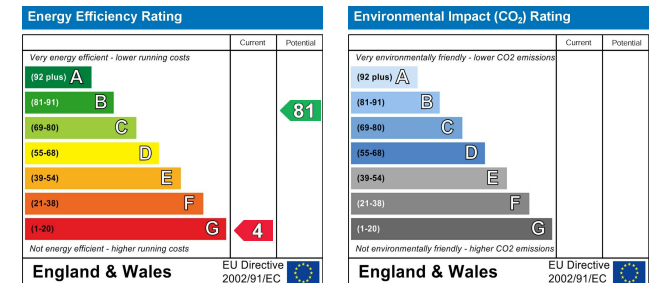 Energy Efficiency Rating
Current Potential
Very energy efficient - lower running costs
(92 plus) A
(81-91) B
(69-80) C
(55-68) D
(39-54) E
(21-38) F
(1-20) G
81
4
Not energy efficient - higher running costs
England & Wales
EU Directive
2002/91/EC
Environmental Impact (CO₂) Rating
Current Potential
Very environmentally friendly - lower CO2 emissions
(92 plus) A
(81-91) B
(69-80) C
(55-68) D
(39-54) E
(21-38) F
(1-20) G
Not environmentally friendly - higher CO2 emissions
England & Wales
EU Directive
2002/91/EC